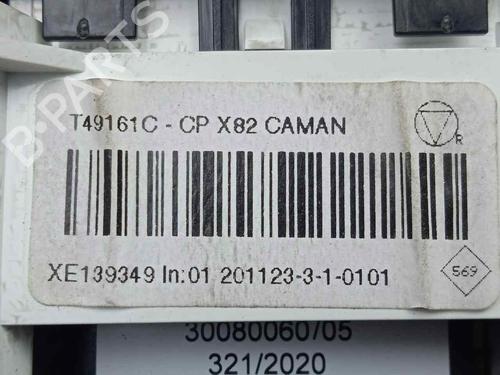 B-PARTS
T49161C - CP X82 CAMAN
R
XE139349 In:01 201123-3-1-0101
569
30080060/05
321/2020